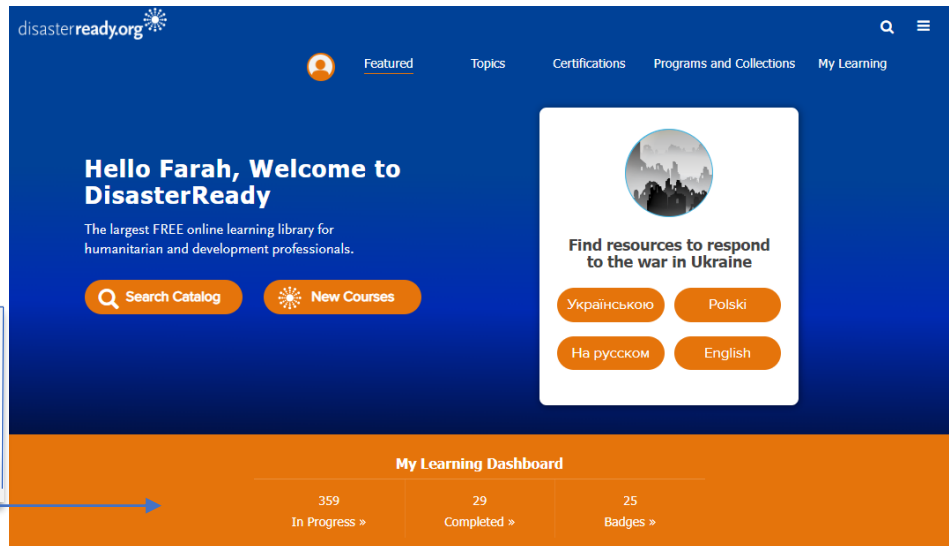 disasterready.org
Featured
Topics
Certifications
Programs and Collections
My Learning
Hello Farah, Welcome to
DisasterReady
The largest FREE online learning library for
humanitarian and development professionals.
Search Catalog
New Courses
Find resources to respond
to the war in Ukraine
Українською
Polski
На русском
English
My Learning Dashboard
359
In Progress »
29
Completed »
25
Badges »